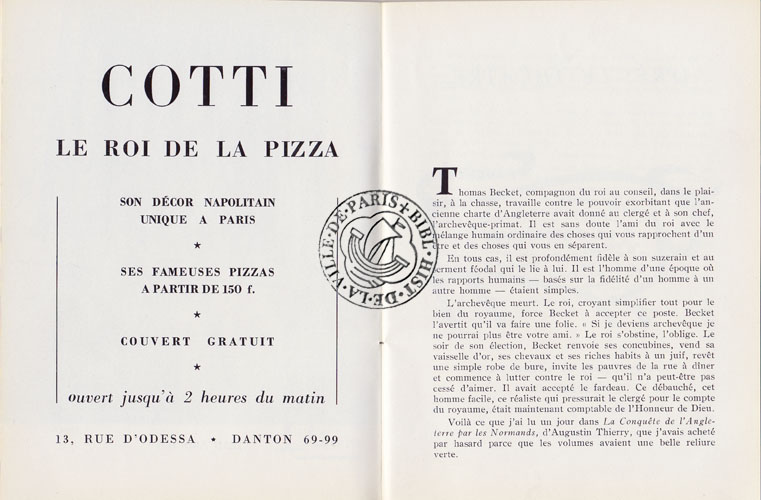 COTTI
LE ROI DE LA PIZZA
SON DÉCOR NAPOLITAIN
UNIQUE A PARIS
★
SES FAMEUSES PIZZAS
A PARTIR DE 150 f.
★
COUVERT GRATUIT
★
ouvert jusqu'à 2 heures du matin
13, RUE D'ODESSA ★ DANTON 69-99
BIBL. HIST. DE LA VILLE DE PARIS
Thomas Becket, compagnon du roi au conseil, dans le plai-
sir, à la chasse, travaille contre le pouvoir exorbitant que l'an-
cienne charte d'Angleterre avait donné au clergé et à son chef,
l'archevêque-primat. Il est sans doute l'ami du roi avec le
mélange humain ordinaire des choses qui vous rapprochent d'un
être et des choses qui vous en séparent.
En tous cas, il est profondément fidèle à son suzerain et au
serment féodal qui le lie à lui. Il est l'homme d'une époque où
les rapports humains — basés sur la fidélité d'un homme à un
autre homme — étaient simples.
L'archevêque meurt. Le roi, croyant simplifier tout pour le
bien du royaume, force Becket à accepter ce poste. Becket
l'avertit qu'il va faire une folie. « Si je deviens archevêque je
ne pourrai plus être votre ami. » Le roi s'obstine, l'oblige. Le
soir de son élection, Becket renvoie ses concubines, vend sa
vaisselle d'or, ses chevaux et ses riches habits à un juif, revêt
une simple robe de bure, invite les pauvres de la rue à dîner
et commence à lutter contre le roi — qu'il n'a peut-être pas
cessé d'aimer. Il avait accepté le fardeau. Ce débauché, cet
homme facile, ce réaliste qui pressurait le clergé pour le compte
du royaume, était maintenant comptable de l'Honneur de Dieu.
Voilà ce que j'ai lu un jour dans La Conquête de l'Angle-
terre par les Normands, d'Augustin Thierry, que j'avais acheté
par hasard parce que les volumes avaient une belle reliure
verte.